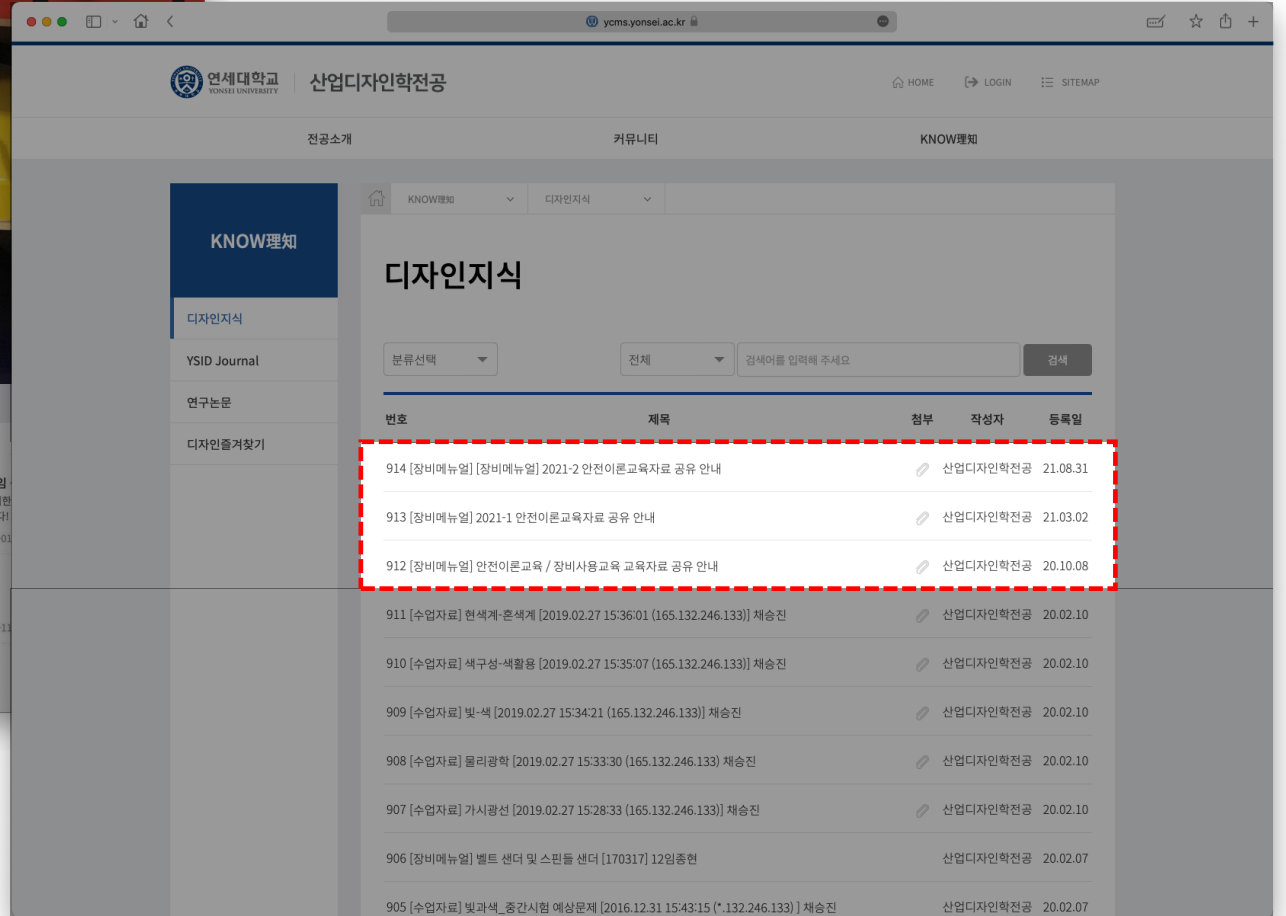 ycms.yonsei.ac.kr
연세대학교
YONSEI UNIVERSITY
산업디자인학전공
HOME
LOGIN
SITEMAP
전공소개
커뮤니티
KNOW理知
KNOW理知
디자인지식
YSID Journal
연구논문
디자인즐겨찾기
KNOW理知
디자인지식
디자인지식
분류선택
전체
검색어를 입력해 주세요
검색
번호 제목 첨부 작성자 등록일
914 [장비메뉴얼] [장비메뉴얼] 2021-2 안전이론교육자료 공유 안내 산업디자인학전공 21.08.31
913 [장비메뉴얼] 2021-1 안전이론교육자료 공유 안내 산업디자인학전공 21.03.02
912 [장비메뉴얼] 안전이론교육 / 장비사용교육 교육자료 공유 안내 산업디자인학전공 20.10.08
911 [수업자료] 현색계-혼색계 [2019.02.27 15:36:01 (165.132.246.133)] 채승진 산업디자인학전공 20.02.10
910 [수업자료] 색구성-색활용 [2019.02.27 15:35:07 (165.132.246.133)] 채승진 산업디자인학전공 20.02.10
909 [수업자료] 빛-색 [2019.02.27 15:34:21 (165.132.246.133)] 채승진 산업디자인학전공 20.02.10
908 [수업자료] 물리광학 [2019.02.27 15:33:30 (165.132.246.133) 채승진 산업디자인학전공 20.02.10
907 [수업자료] 가시광선 [2019.02.27 15:28:33 (165.132.246.133)] 채승진 산업디자인학전공 20.02.10
906 [장비메뉴얼] 벨트 샌더 및 스핀들 샌더 [170317] 12임종현 산업디자인학전공 20.02.07
905 [수업자료] 빛과색_중간시험 예상문제 [2016.12.31 15:43:15 (*.132.246.133) ] 채승진 산업디자인학전공 20.02.07